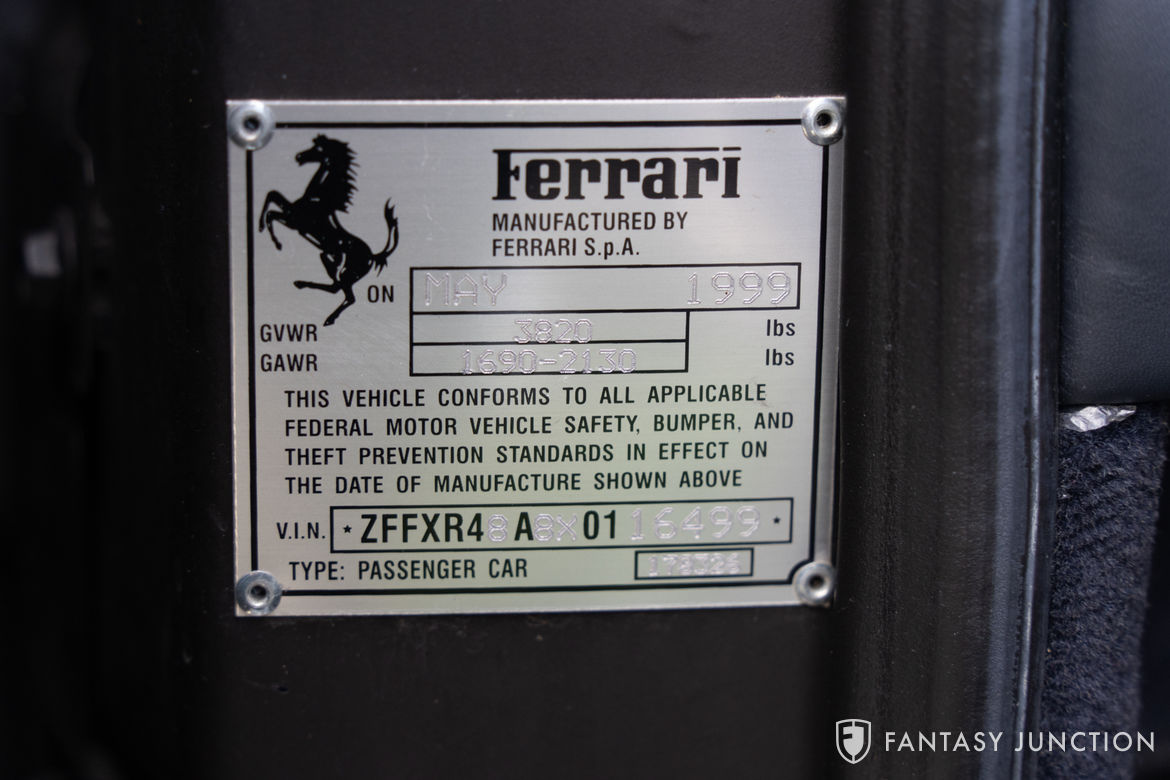 Ferrari
MANUFACTURED BY
FERRARI S.p.A.
ON MAY 1999
GVWR 3820 lbs
GAWR 1690-2130 lbs
THIS VEHICLE CONFORMS TO ALL APPLICABLE
FEDERAL MOTOR VEHICLE SAFETY, BUMPER, AND
THEFT PREVENTION STANDARDS IN EFFECT ON
THE DATE OF MANUFACTURE SHOWN ABOVE
V.I.N. * ZFFXR48A8X0116499 *
TYPE: PASSENGER CAR
FANTASY JUNCTION